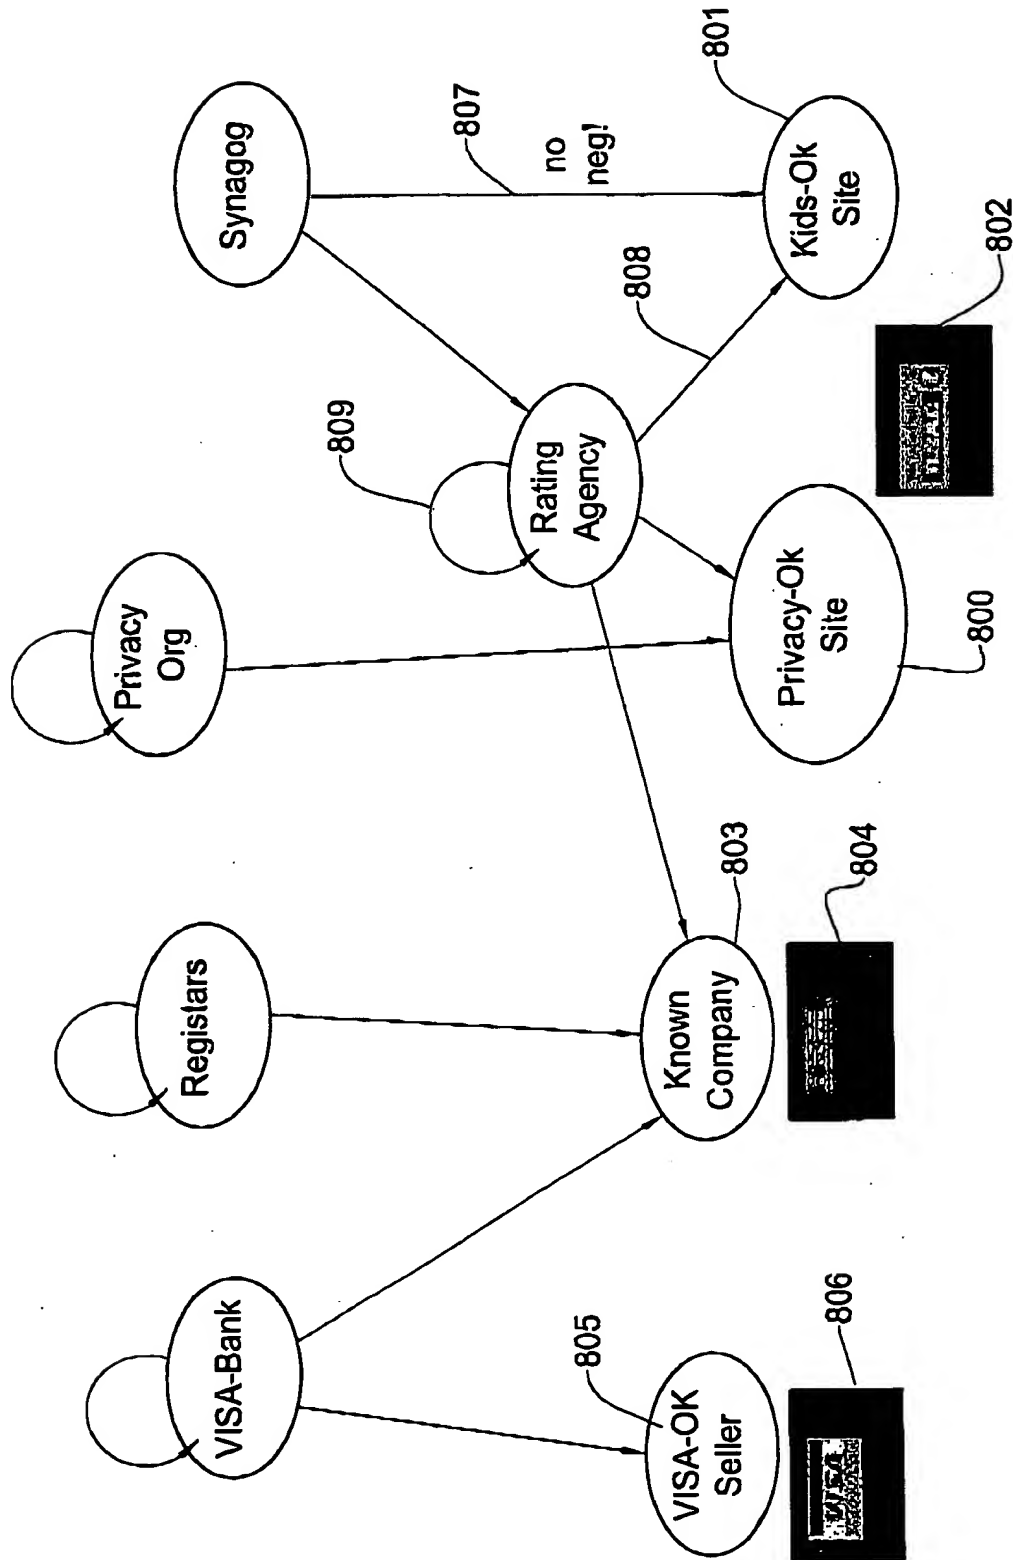 VISA-Bank
Registars
Privacy
Org
Synagog
809
Rating
Agency
807
no
neg!
808
805
VISA-OK
Seller
Known
Company
803
Privacy-Ok
Site
800
Kids-Ok
Site
801
806
VISA
804
802